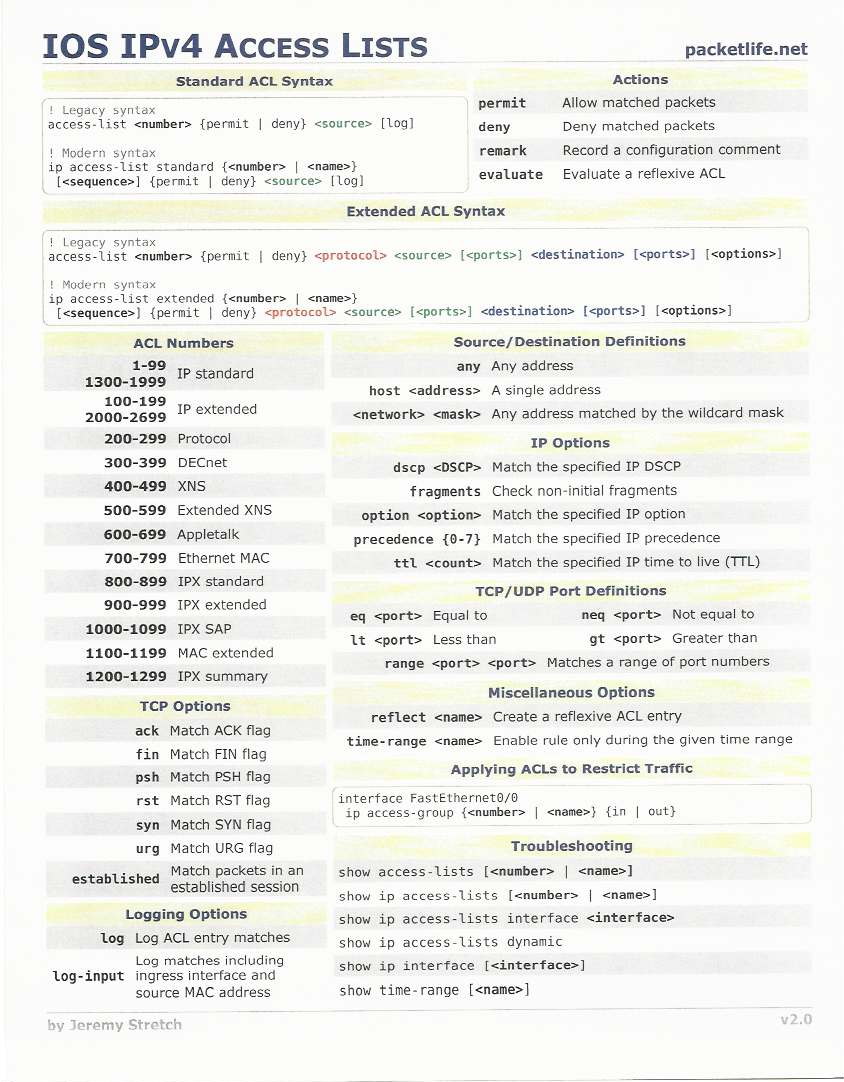 IOS IPv4 Access Lists
packetlife.net
Standard ACL Syntax
! Legacy syntax
access-list <number> {permit | deny} <source> [log]
! Modern syntax
ip access-list standard {<number> | <name>}
[<sequence>] {permit | deny} <source> [log]
Actions
permit Allow matched packets
deny Deny matched packets
remark Record a configuration comment
evaluate Evaluate a reflexive ACL
Extended ACL Syntax
! Legacy syntax
access-list <number> {permit | deny} <protocol> <source> [<ports>] <destination> [<ports>] [<options>]
! Modern syntax
ip access-list extended {<number> | <name>}
[<sequence>] {permit | deny} <protocol> <source> [<ports>] <destination> [<ports>] [<options>]
ACL Numbers
1-99
1300-1999 IP standard
100-199
2000-2699 IP extended
200-299 Protocol
300-399 DECnet
400-499 XNS
500-599 Extended XNS
600-699 Appletalk
700-799 Ethernet MAC
800-899 IPX standard
900-999 IPX extended
1000-1099 IPX SAP
1100-1199 MAC extended
1200-1299 IPX summary
TCP Options
ack Match ACK flag
fin Match FIN flag
psh Match PSH flag
rst Match RST flag
syn Match SYN flag
urg Match URG flag
established Match packets in an
established session
Logging Options
log Log ACL entry matches
log-input Log matches including
ingress interface and
source MAC address
Source/Destination Definitions
any Any address
host <address> A single address
<network> <mask> Any address matched by the wildcard mask
IP Options
dscp <DSCP> Match the specified IP DSCP
fragments Check non-initial fragments
option <option> Match the specified IP option
precedence {0-7} Match the specified IP precedence
ttl <count> Match the specified IP time to live (TTL)
TCP/UDP Port Definitions
eq <port> Equal to neq <port> Not equal to
lt <port> Less than gt <port> Greater than
range <port> <port> Matches a range of port numbers
Miscellaneous Options
reflect <name> Create a reflexive ACL entry
time-range <name> Enable rule only during the given time range
Applying ACLs to Restrict Traffic
interface FastEthernet0/0
ip access-group {<number> | <name>} {in | out}
Troubleshooting
show access-lists [<number> | <name>]
show ip access-lists [<number> | <name>]
show ip access-lists interface <interface>
show ip access-lists dynamic
show ip interface [<interface>]
show time-range [<name>]
by Jeremy Stretch
v2.0